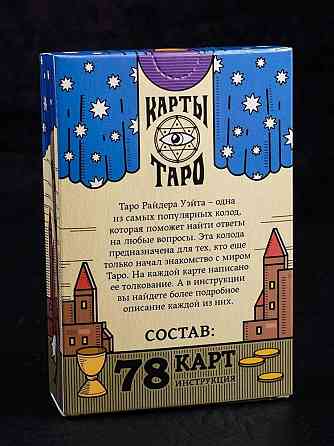 КАРТЫ
ТАРО
Таро Райдера Уэйта – одна
из самых популярных колод,
которая поможет найти ответы
на любые вопросы. Эта колода
предназначена для тех, кто еще
только начал знакомство с миром
Таро. На каждой карте написано
ее толкование. А в инструкции
вы найдете более подробное
описание каждой из них.
СОСТАВ:
78 КАРТ
ИНСТРУКЦИЯ